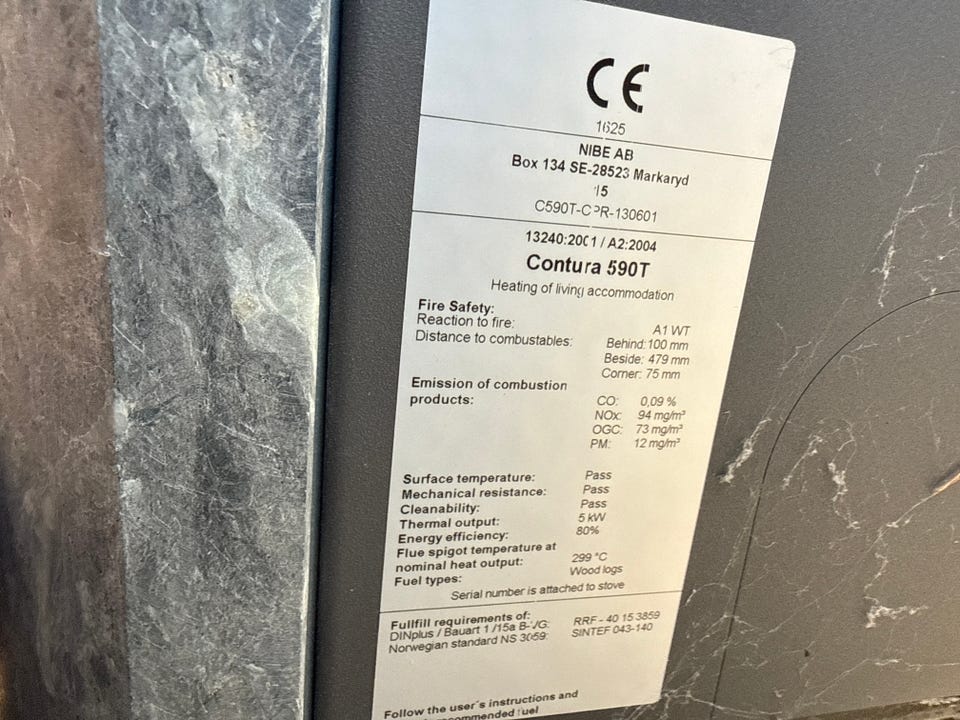 CE
1625
NIBE AB
Box 134 SE-28523 Markaryd
15
C590T-CPR-130601
13240:2001 / A2:2004
Contura 590T
Heating of living accommodation
Fire Safety:
Reaction to fire: A1 WT
Distance to combustables: Behind: 100 mm
Beside: 479 mm
Corner: 75 mm
Emission of combustion
products: CO: 0,09 %
NOx: 94 mg/m³
OGC: 73 mg/m³
PM: 12 mg/m³
Surface temperature: Pass
Mechanical resistance: Pass
Cleanability: Pass
Thermal output: 5 kW
Energy efficiency: 80%
Flue spigot temperature at
nominal heat output: 299 °C
Fuel types: Wood logs
Serial number is attached to stove
Fullfill requirements of:
DINplus / Bauart 1 /15a B-VG: RRF - 40 15 3859
Norwegian standard NS 3059: SINTEF 043-140
Follow the user´s instructions and
recommended fuel